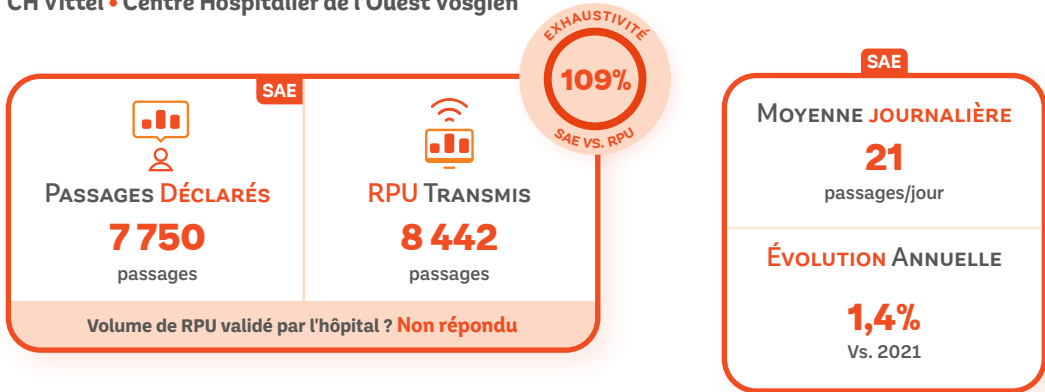 CH Vittel • Centre Hospitalier de l'Ouest Vosgien
EXHAUSTIVITÉ
109%
SAE VS. RPU
SAE
PASSAGES DÉCLARÉS
7 750
passages
RPU TRANSMIS
8 442
passages
Volume de RPU validé par l'hôpital ? Non répondu
SAE
MOYENNE JOURNALIÈRE
21
passages/jour
ÉVOLUTION ANNUELLE
1,4%
Vs. 2021